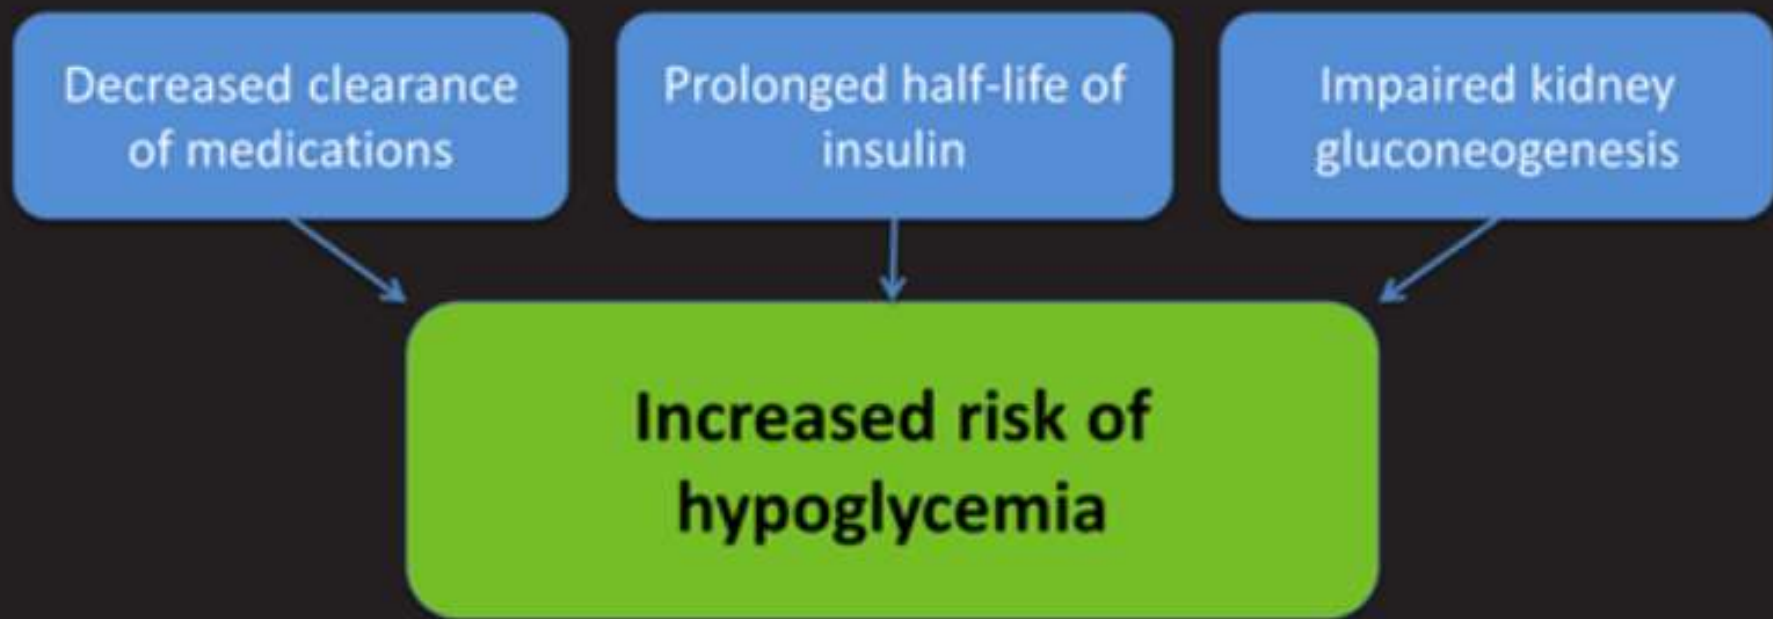 Decreased clearance
of medications
Prolonged half-life of
insulin
Impaired kidney
gluconeogenesis
Increased risk of
hypoglycemia